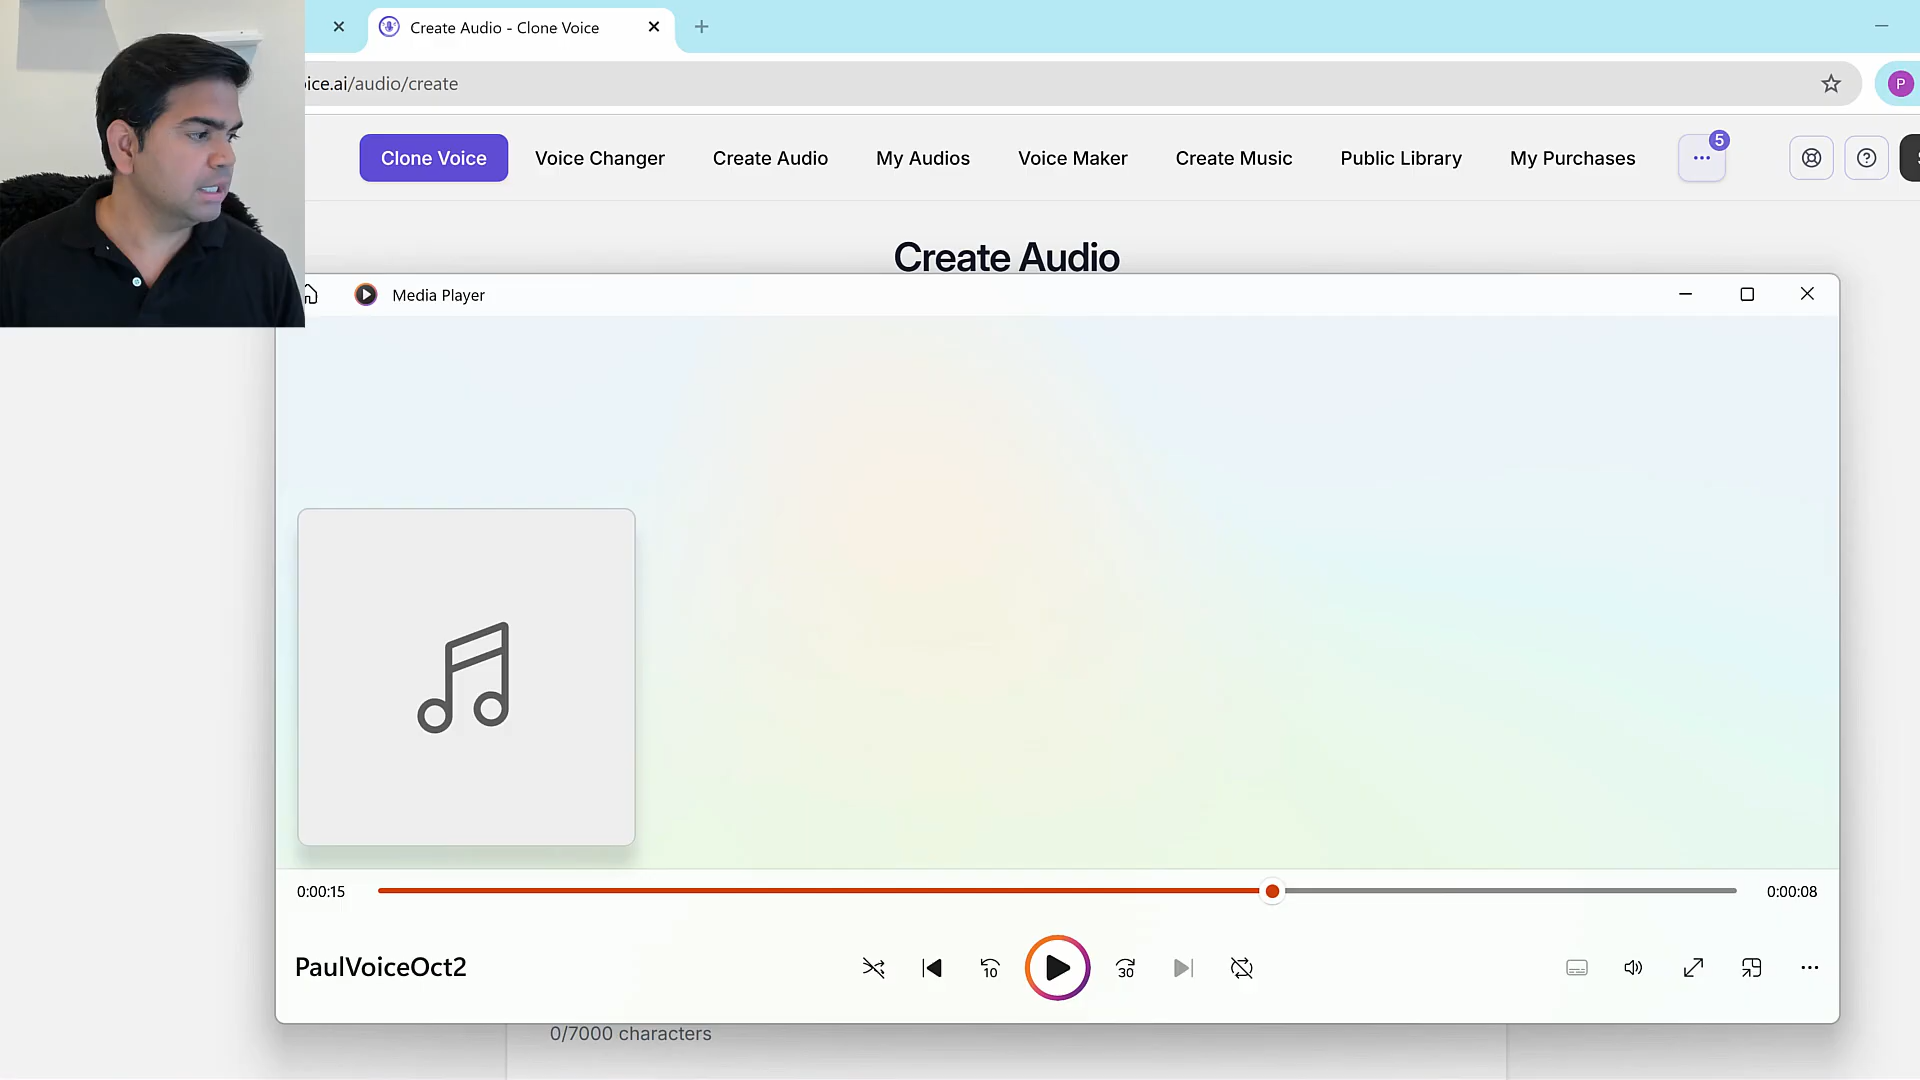 Create Audio - Clone Voice
ice.ai/audio/create
P
Clone Voice
Voice Changer
Create Audio
My Audios
Voice Maker
Create Music
Public Library
My Purchases
5
Create Audio
Media Player
0:00:15
0:00:08
PaulVoiceOct2
10
30
0/7000 characters